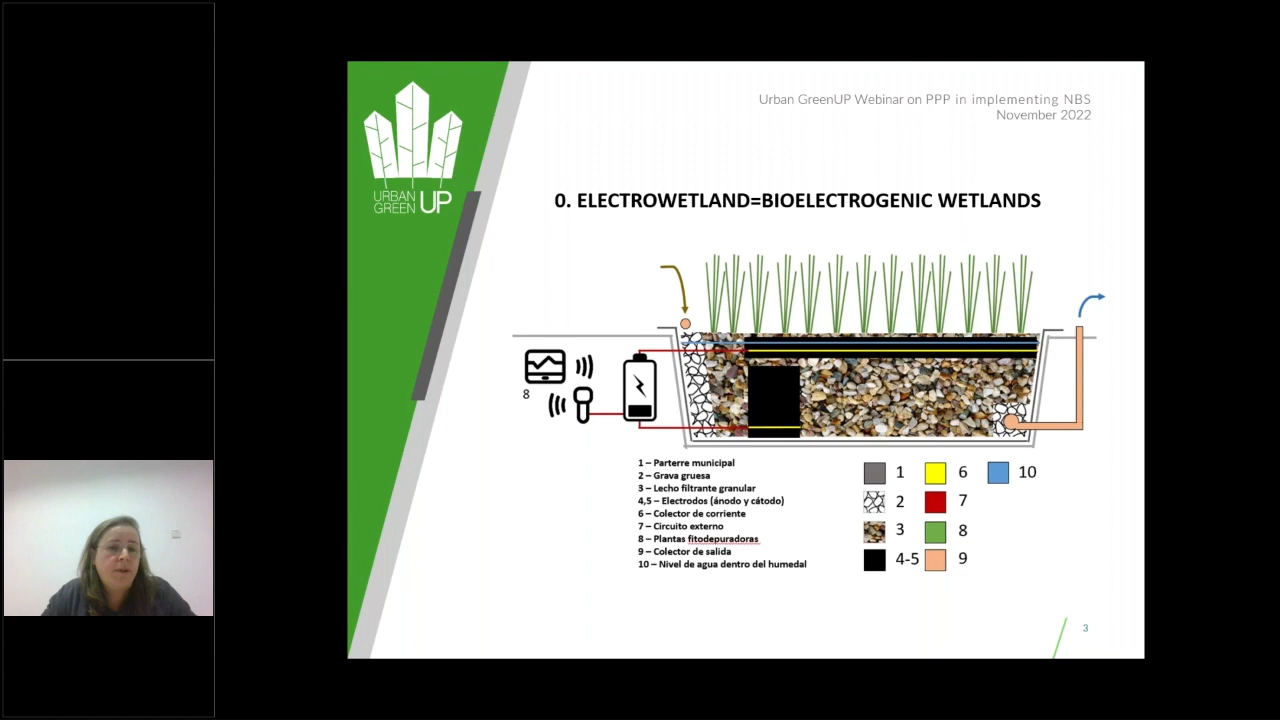 URBAN
GREEN UP
Urban GreenUP Webinar on PPP in implementing NBS
November 2022
0. ELECTROWETLAND=BIOELECTROGENIC WETLANDS
8
1 – Parterre municipal
2 – Grava gruesa
3 – Lecho filtrante granular
4,5 – Electrodos (ánodo y cátodo)
6 – Colector de corriente
7 – Circuito externo
8 – Plantas fitodepuradoras
9 – Colector de salida
10 – Nivel de agua dentro del humedal
1 6 10
2 7
3 8
4-5 9
3